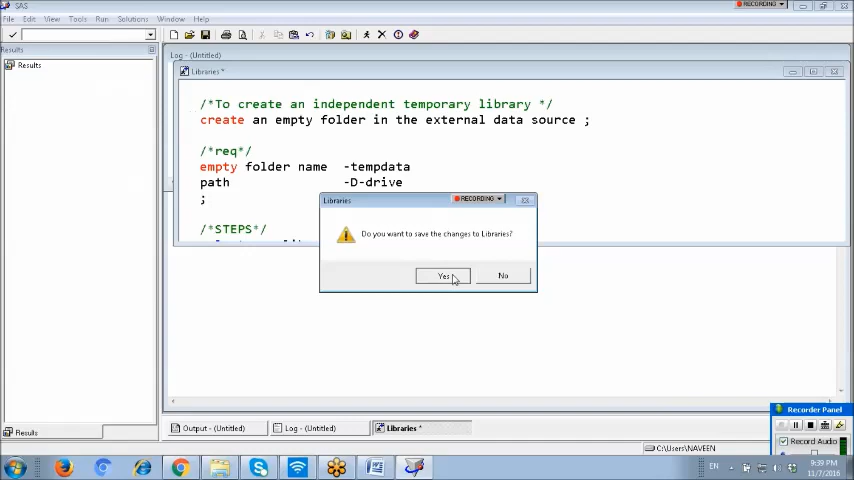 SAS
RECORDING
File Edit View Tools Run Solutions Window Help
Results
Log - (Untitled)
Results
Libraries *
/*To create an independent temporary library */
create an empty folder in the external data source ;
/*req*/
empty folder name -tempdata
path -D-drive
;
/*STEPS*/
Libraries
RECORDING
Do you want to save the changes to Libraries?
Yes No
Recorder Panel
Results
Output - (Untitled) Log - (Untitled) Libraries *
Record Audio
C:\USERS\NAVEEN
EN
9:39 PM
11/7/2016